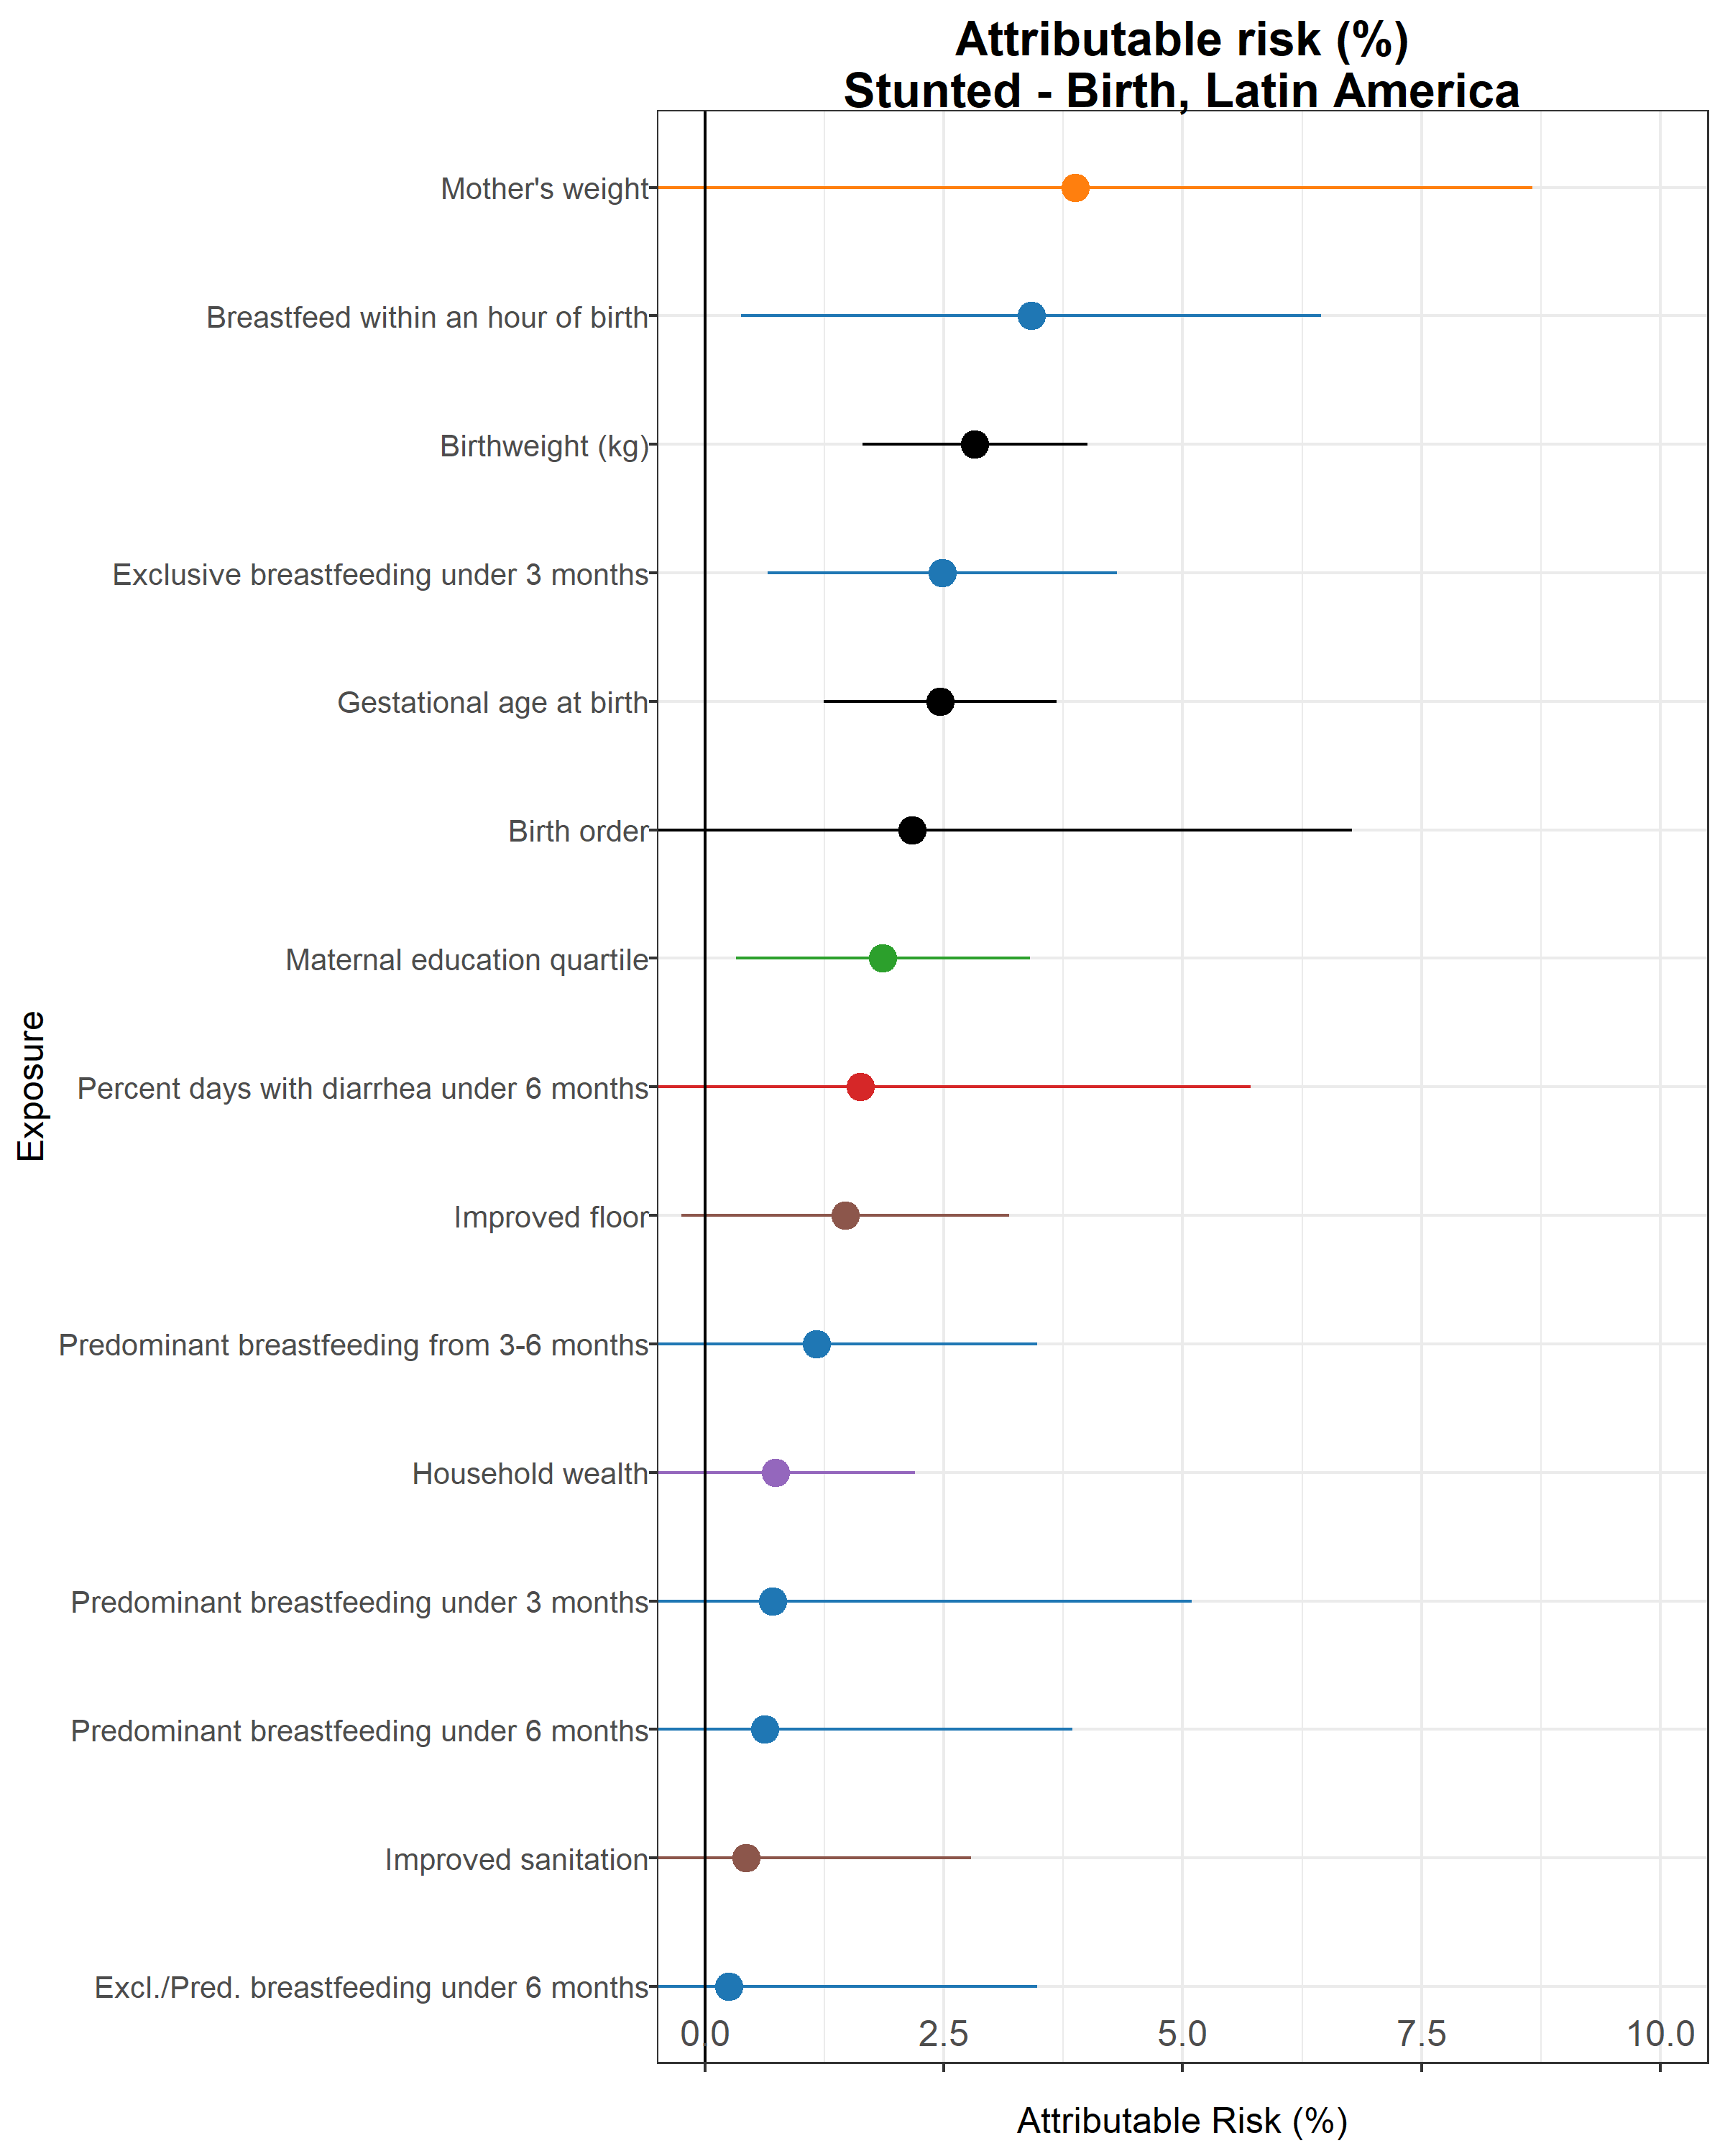 Attributable risk (%)
Stunted - Birth, Latin America
Mother's weight
Breastfeed within an hour of birth
Birthweight (kg)
Exclusive breastfeeding under 3 months
Gestational age at birth
Birth order
Maternal education quartile
Percent days with diarrhea under 6 months
Improved floor
Predominant breastfeeding from 3-6 months
Household wealth
Predominant breastfeeding under 3 months
Predominant breastfeeding under 6 months
Improved sanitation
Excl./Pred. breastfeeding under 6 months
Exposure
0.0 2.5 5.0 7.5 10.0
Attributable Risk (%)